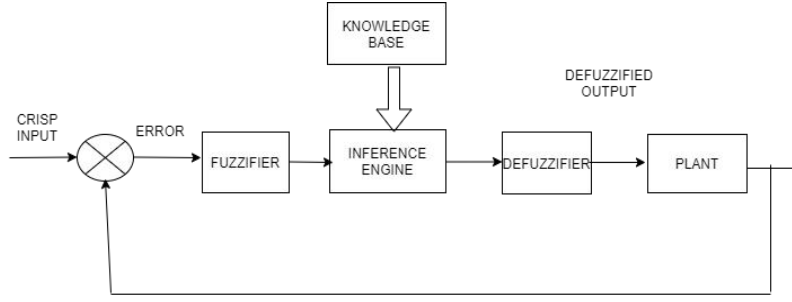 KNOWLEDGE
BASE
DEFUZZIFIED
OUTPUT
CRISP
INPUT
ERROR
FUZZIFIER
INFERENCE
ENGINE
DEFUZZIFIER
PLANT